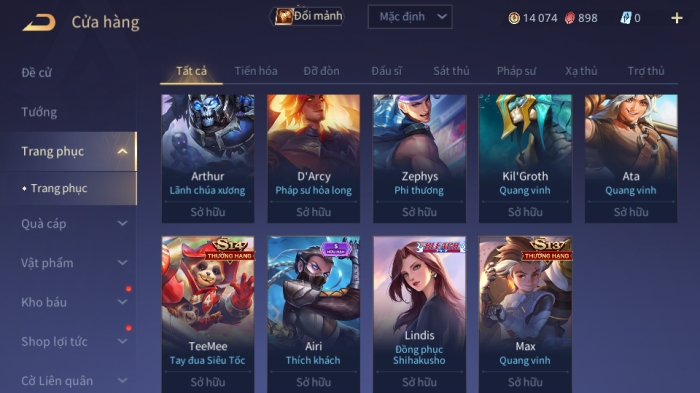 Cửa hàng
Đổi mảnh
Mặc định
14 074
898
0
Đề cử
Tướng
Trang phục
Trang phục
Quà cáp
Vật phẩm
Kho báu
Shop lợi tức
Cờ Liên quân
Tất cả Tiến hóa Đỡ đòn Đấu sĩ Sát thủ Pháp sư Xạ thủ Trợ thủ
Arthur
Lãnh chúa xương
Sở hữu
D'Arcy
Pháp sư hỏa long
Sở hữu
Zephys
Phi thương
Sở hữu
Kil'Groth
Quang vinh
Sở hữu
Ata
Quang vinh
Sở hữu
S14
THƯỞNG HẠNG
TeeMee
Tay đua Siêu Tốc
Sở hữu
S
HỮU HẠN
Airi
Thích khách
Sở hữu
BLEACH
Lindis
Đồng phục
Shihakusho
Sở hữu
S13
THƯỞNG HẠNG
Max
Quang vinh
Sở hữu